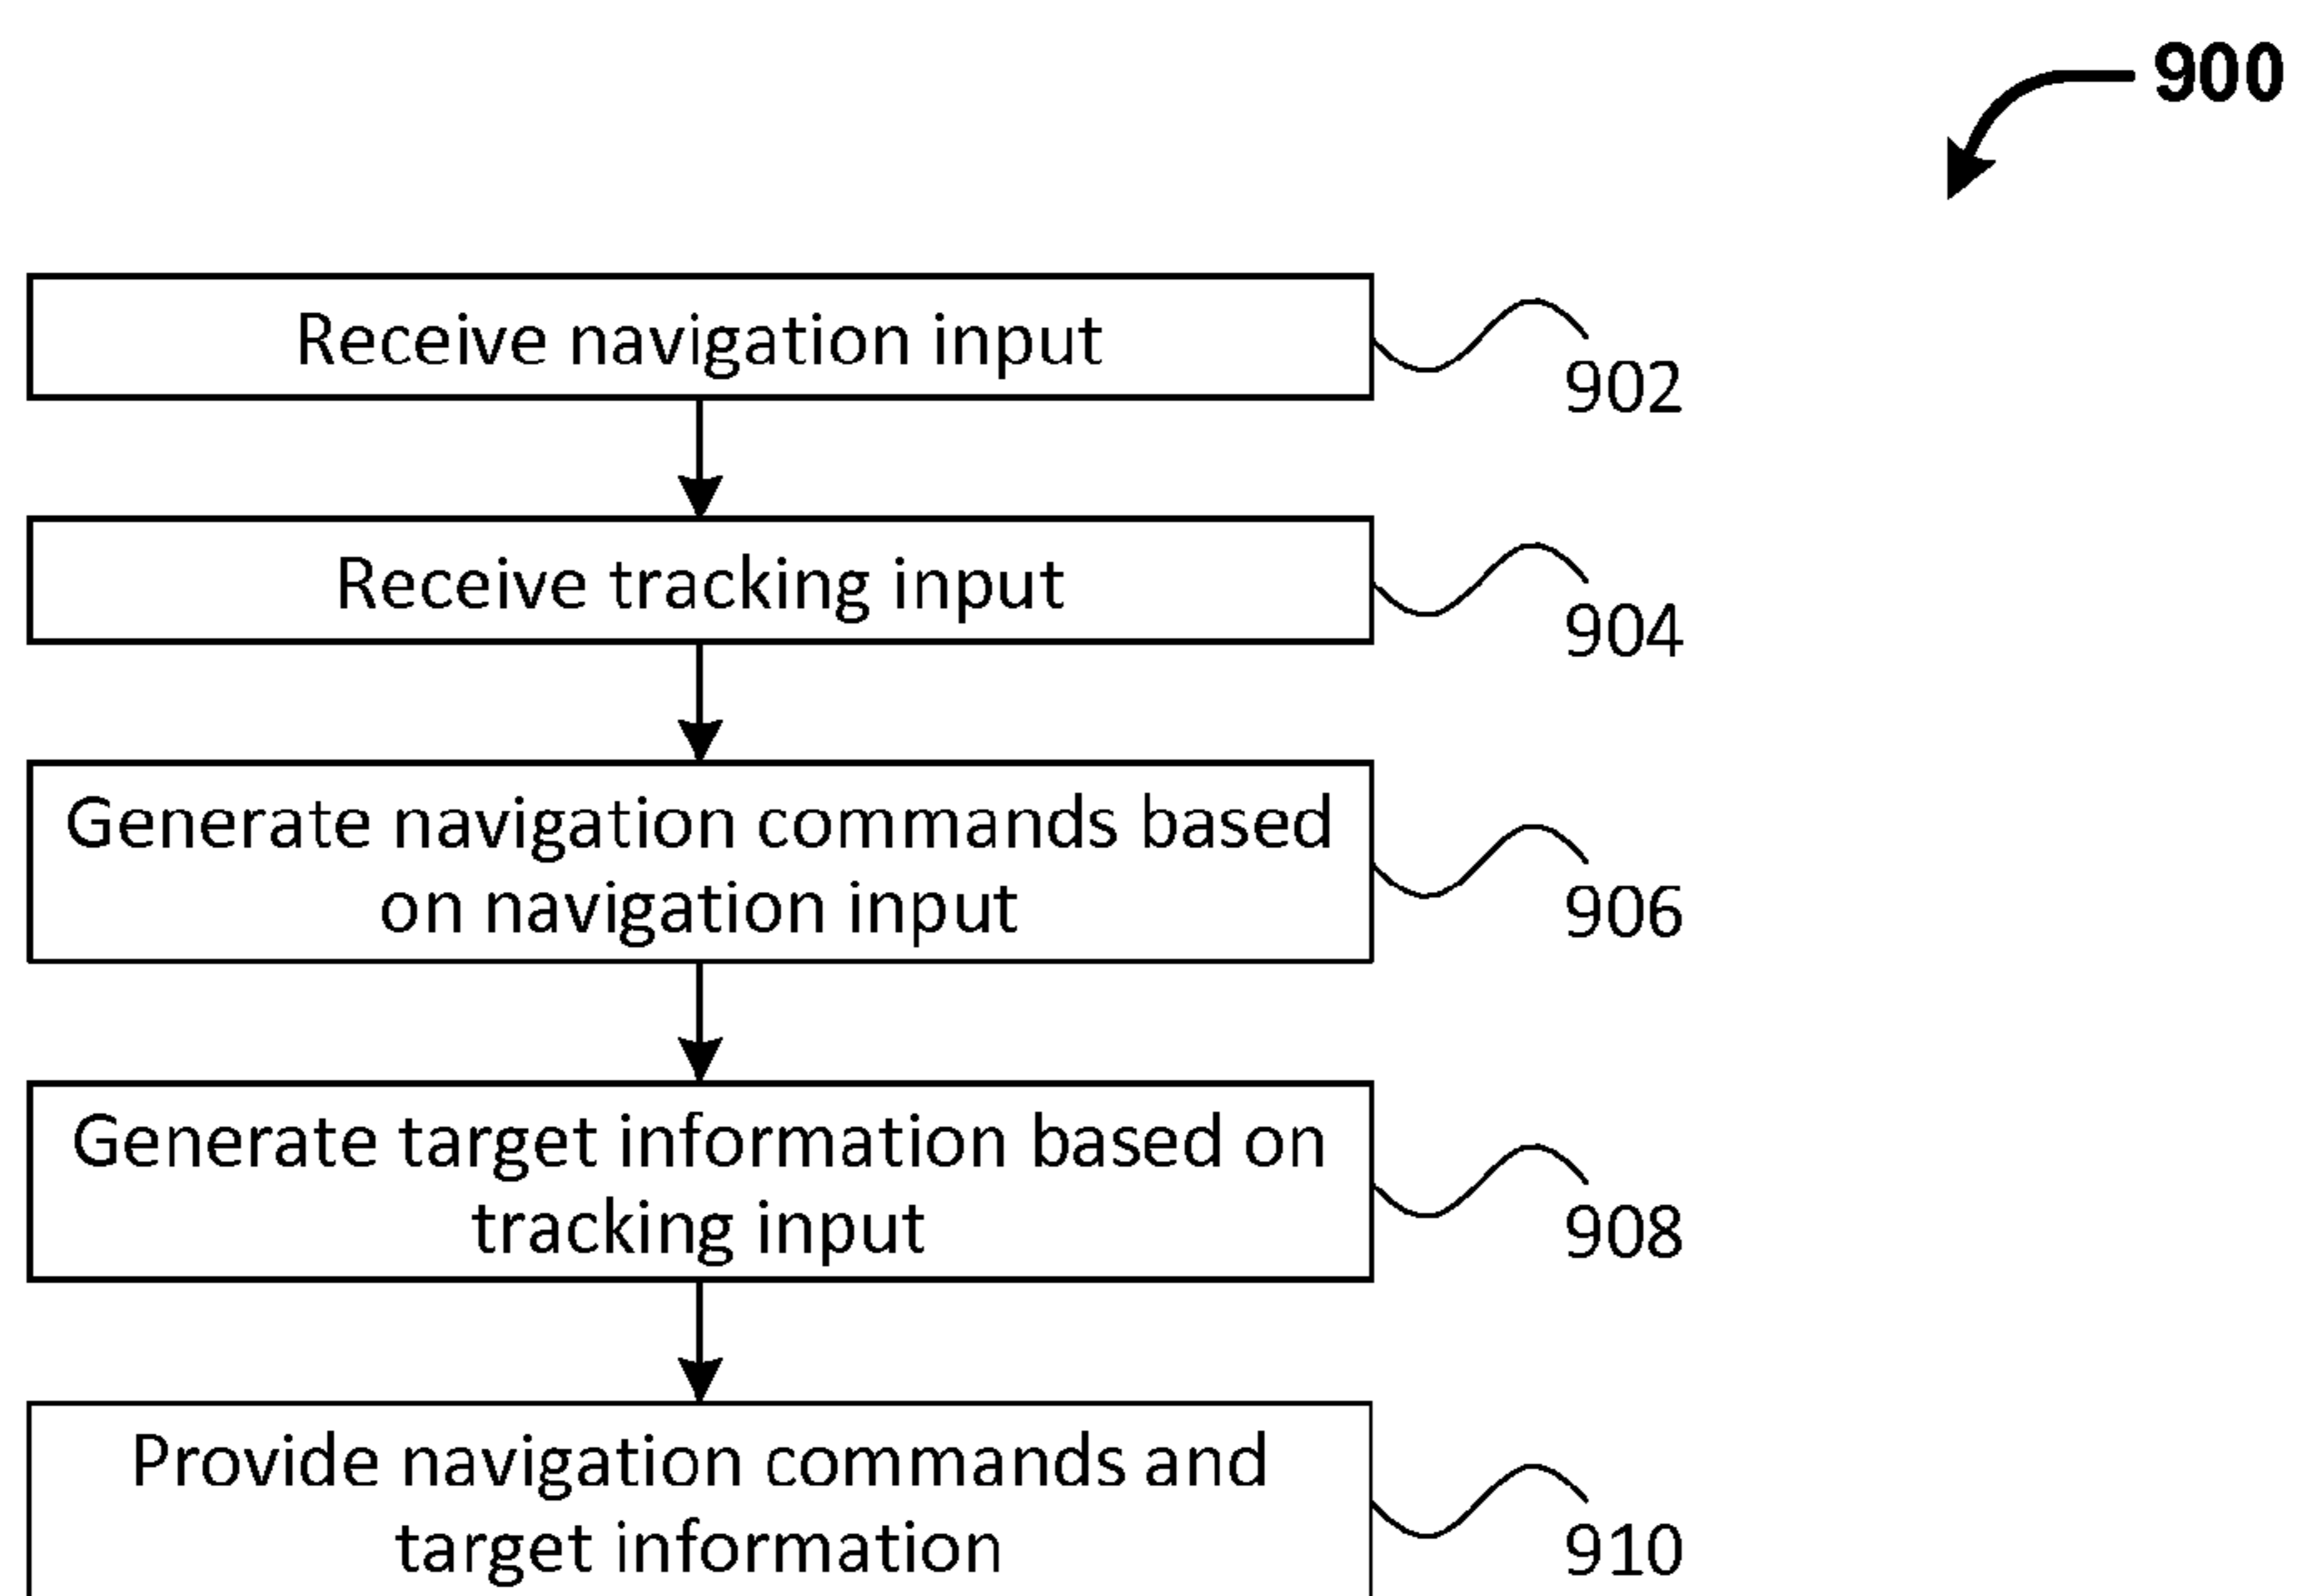 900
Receive navigation input
902
Receive tracking input
904
Generate navigation commands based
on navigation input
906
Generate target information based on
tracking input
908
Provide navigation commands and
target information
910